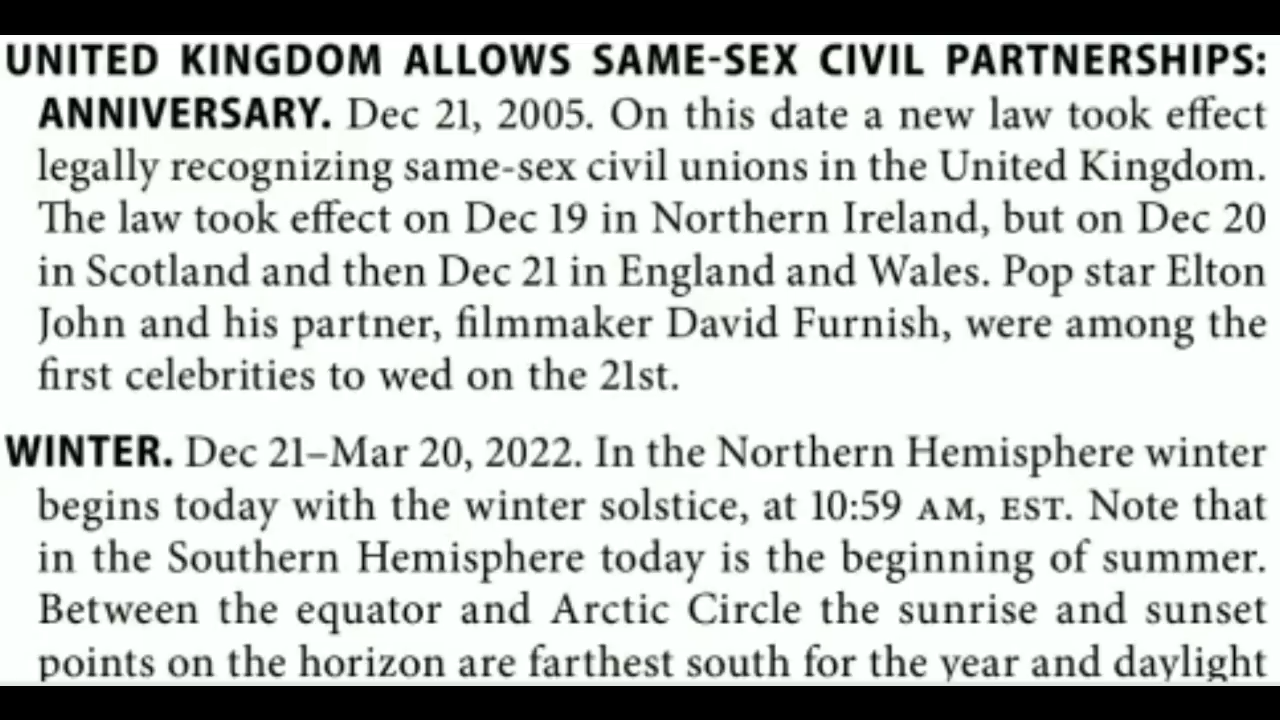 UNITED KINGDOM ALLOWS SAME-SEX CIVIL PARTNERSHIPS:
ANNIVERSARY. Dec 21, 2005. On this date a new law took effect
legally recognizing same-sex civil unions in the United Kingdom.
The law took effect on Dec 19 in Northern Ireland, but on Dec 20
in Scotland and then Dec 21 in England and Wales. Pop star Elton
John and his partner, filmmaker David Furnish, were among the
first celebrities to wed on the 21st.
WINTER. Dec 21–Mar 20, 2022. In the Northern Hemisphere winter
begins today with the winter solstice, at 10:59 AM, EST. Note that
in the Southern Hemisphere today is the beginning of summer.
Between the equator and Arctic Circle the sunrise and sunset
points on the horizon are farthest south for the year and daylight